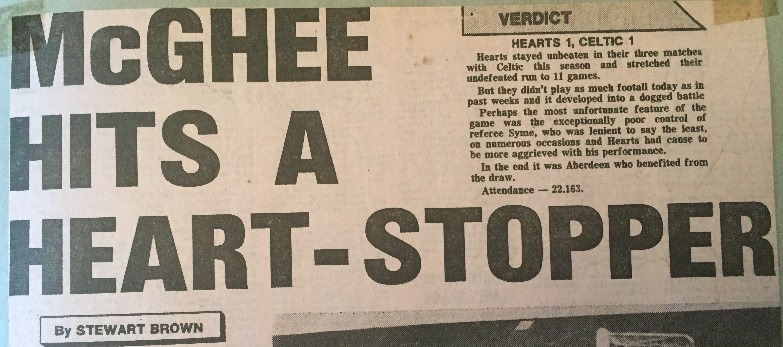 McGHEE
HITS A
HEART-STOPPER
VERDICT
HEARTS 1, CELTIC 1
Hearts stayed unbeaten in their three matches
with Celtic this season and stretched their
undefeated run to 11 games.
But they didn't play as much footall today as in
past weeks and it developed into a dogged battle
Perhaps the most unfortunate feature of the
game was the exceptionally poor control of
referee Syme, who was lenient to say the least,
on numerous occasions and Hearts had cause to
be more aggrieved with his performance.
In the end it was Aberdeen who benefited from
the draw.
Attendance — 22.163.
By STEWART BROWN